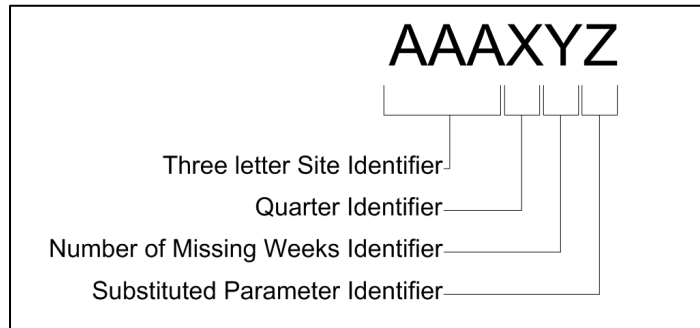 AAAXYZ
Three letter Site Identifier
Quarter Identifier
Number of Missing Weeks Identifier
Substituted Parameter Identifier